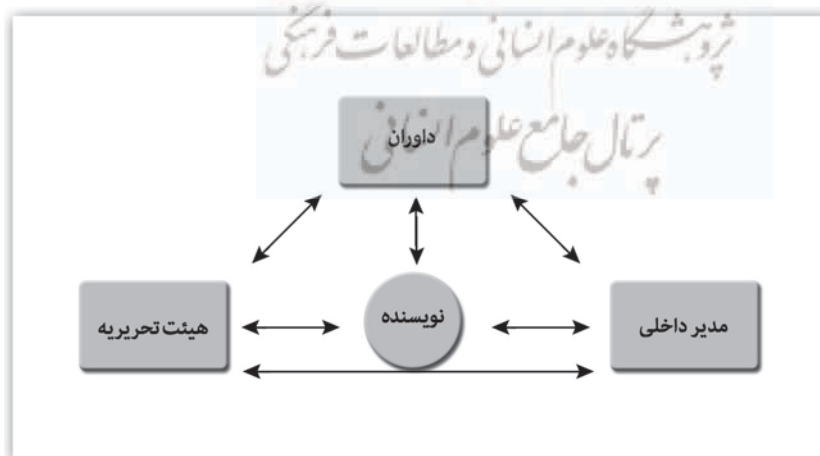 پژوهشگاه علوم انسانی و مطالعات فرهنگی
پرتال جامع علوم انسانی
داوران
مدیر داخلی
نویسنده
هیئت تحریریه